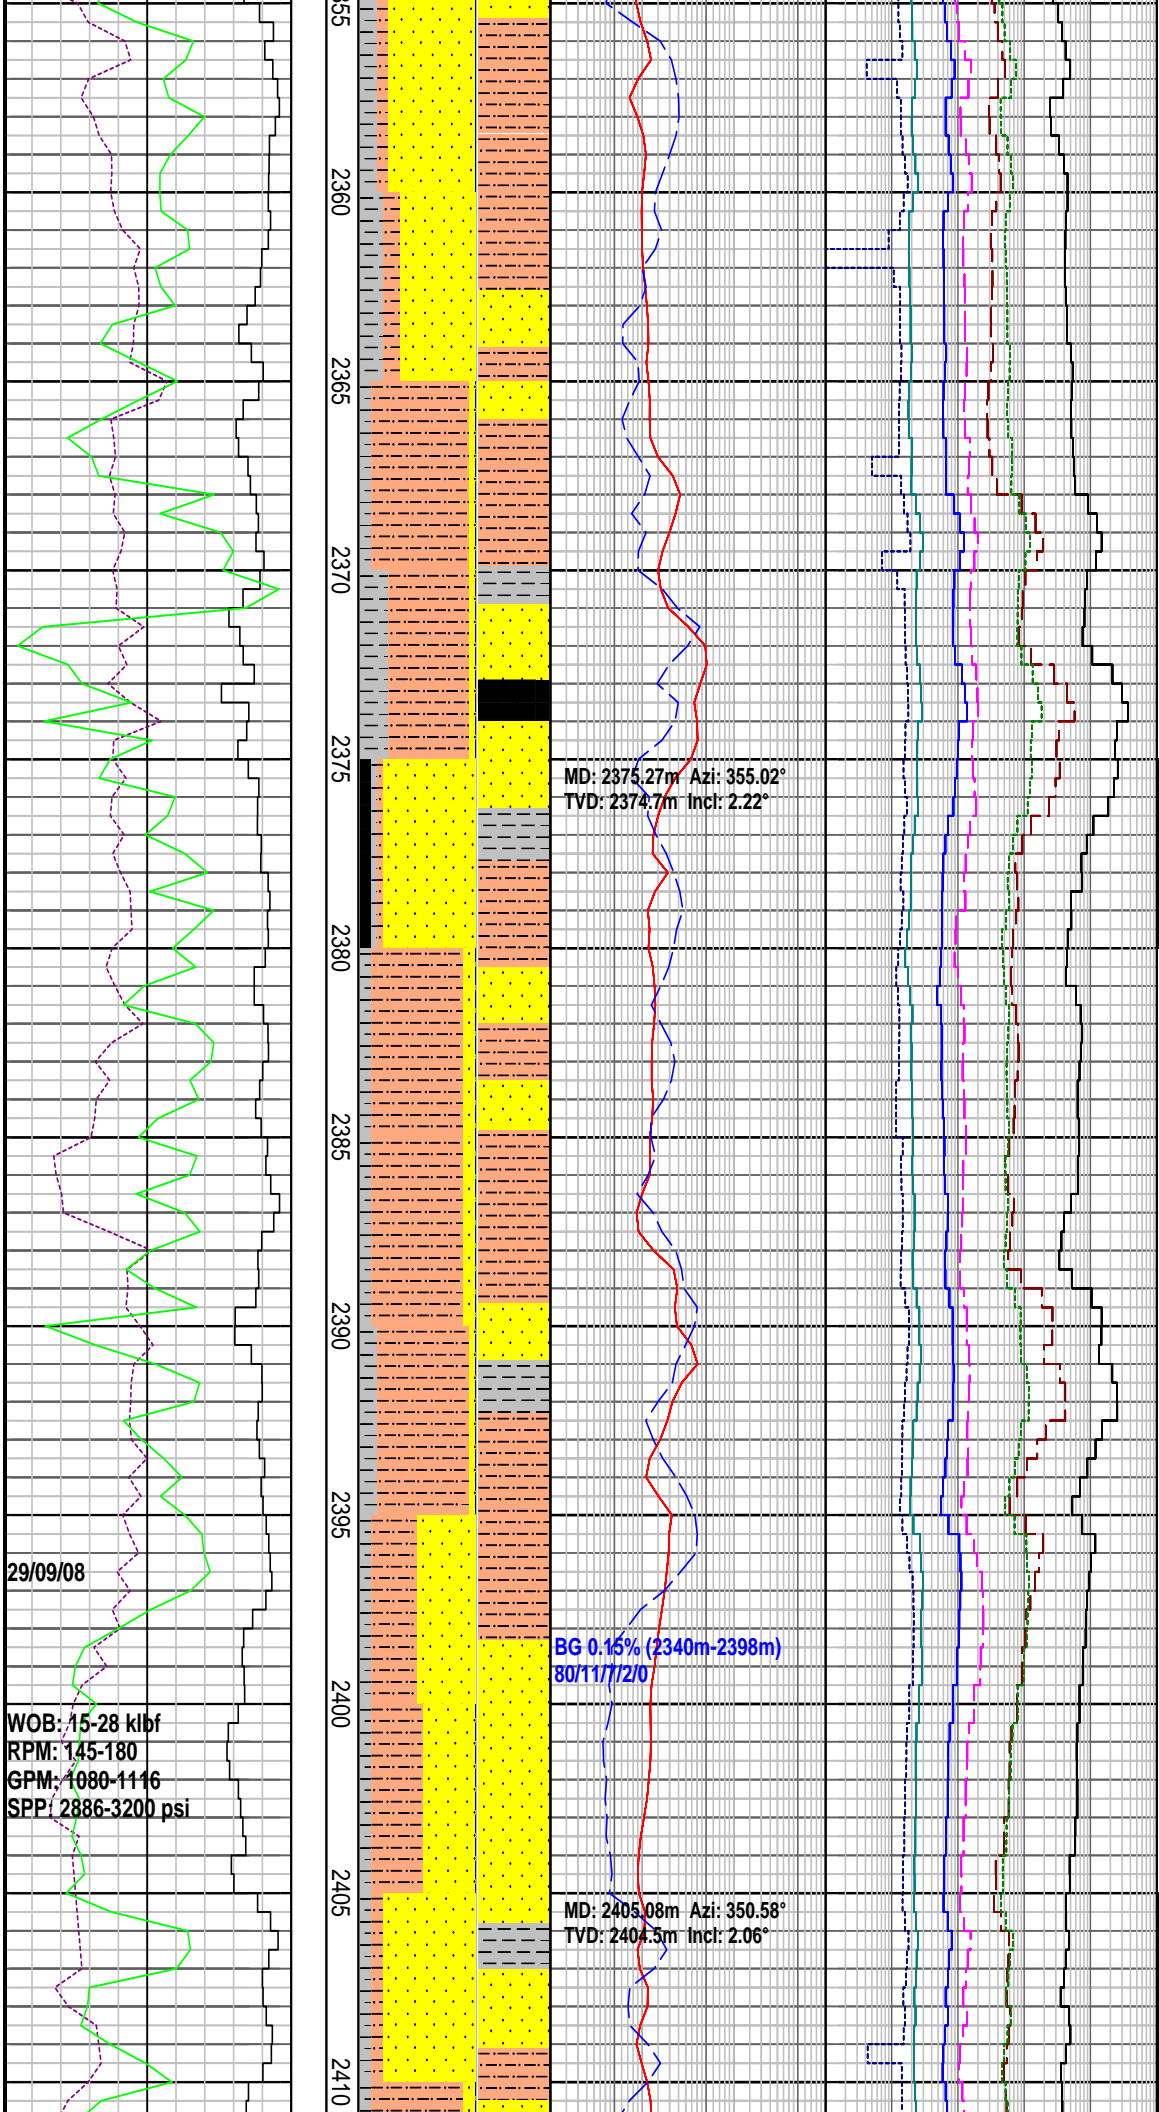 55
2360
2365
2370
2375
MD: 2375.27m Azi: 355.02°
TVD: 2374.7m Incl: 2.22°
2380
2385
2390
2395
29/09/08
BG 0.15% (2340m-2398m)
80/11/7/2/0
2400
WOB: 15-28 klbf
RPM: 145-180
GPM: 1080-1116
SPP: 2886-3200 psi
2405
MD: 2405.08m Azi: 350.58°
TVD: 2404.5m Incl: 2.06°
2410